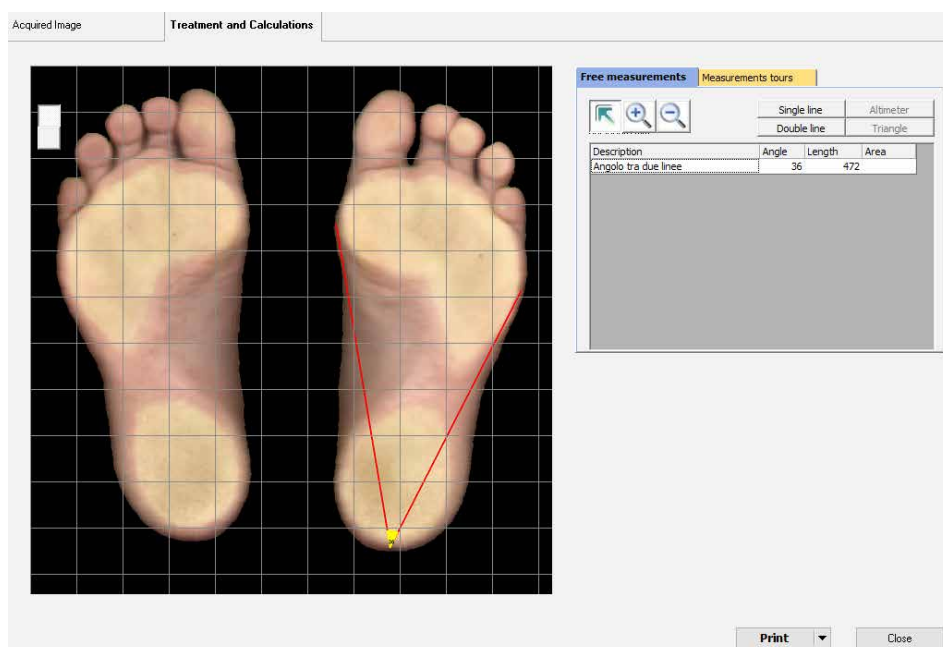 Acquired Image
Treatment and Calculations
Free measurements
Measurements tours
Single line
Altimeter
Double line
Triangle
Description Angle Length Area
Angolo tra due linee 36 472
Print
Close